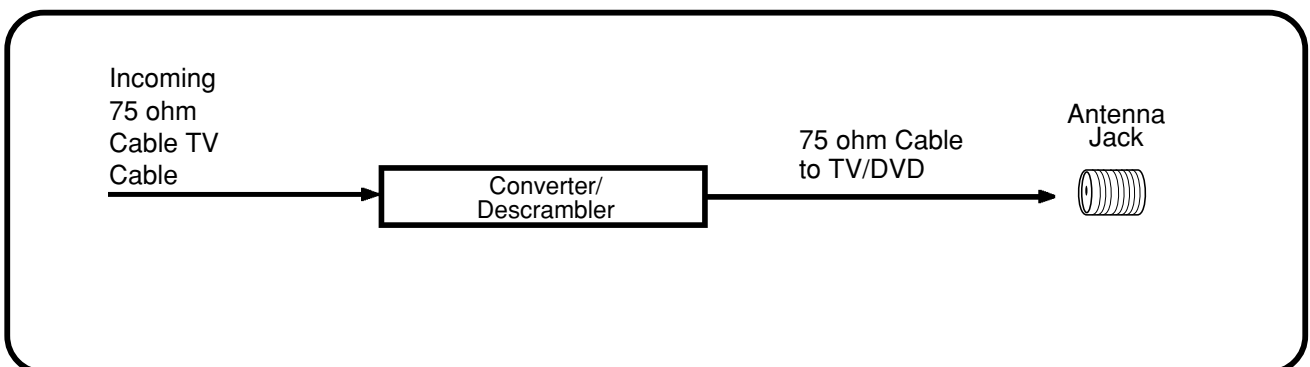 Incoming
75 ohm
Cable TV
Cable
Converter/
Descrambler
75 ohm Cable
to TV/DVD
Antenna
Jack